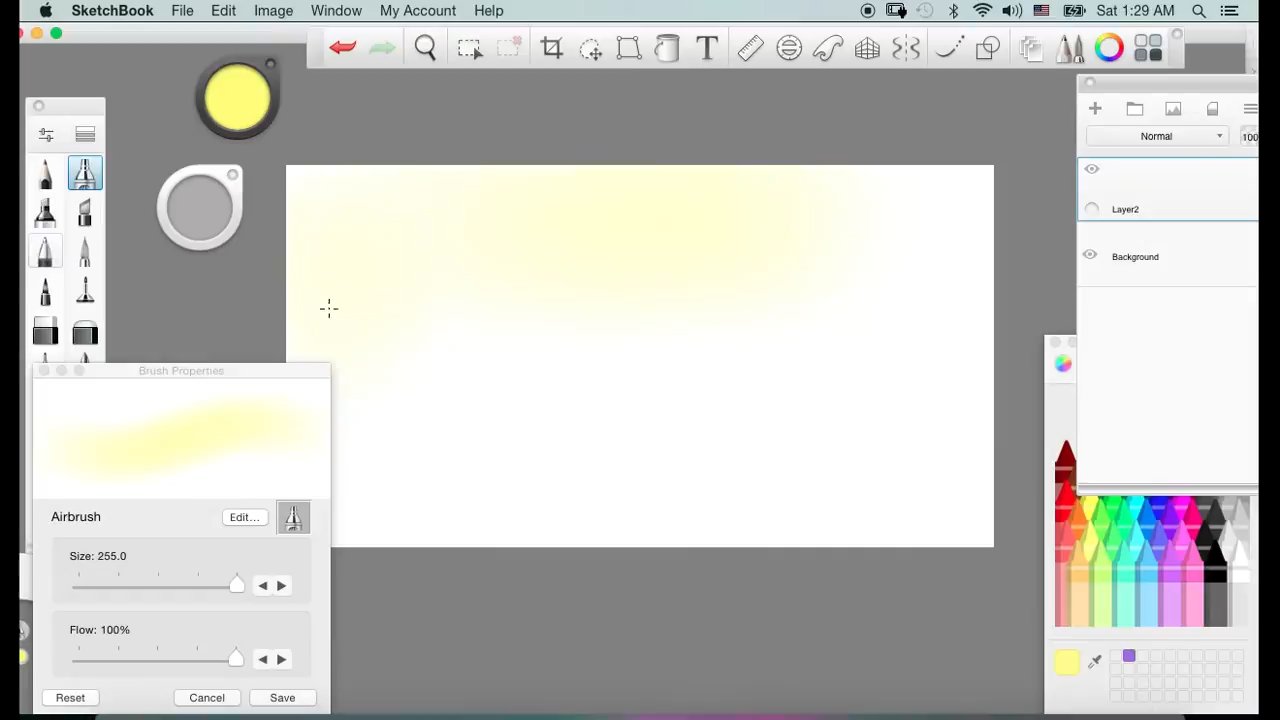 SketchBook File Edit Image Window My Account Help Sat 1:29 AM
T
Normal 100
Layer2
Background
Brush Properties
Airbrush Edit...
Size: 255.0
Flow: 100%
Reset Cancel Save